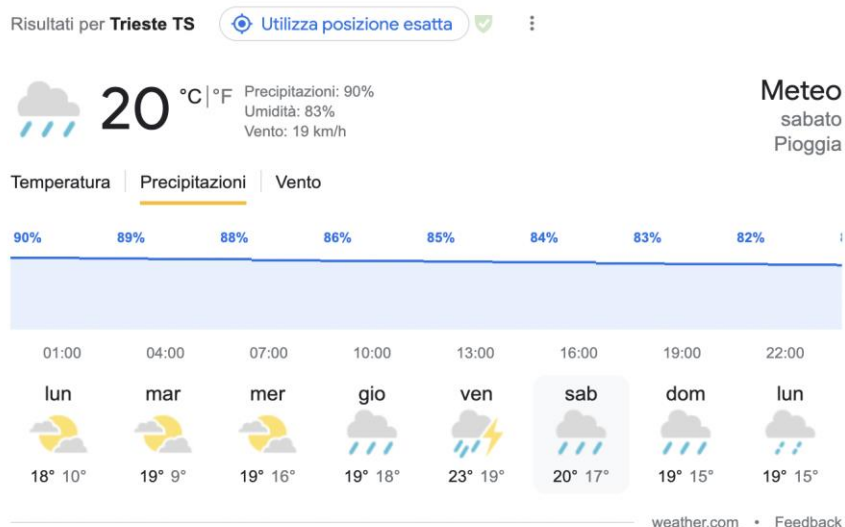 Risultati per Trieste TS
Utilizza posizione esatta
20 °C | °F
Precipitazioni: 90%
Umidità: 83%
Vento: 19 km/h
Meteo
sabato
Pioggia
Temperatura
Precipitazioni
Vento
90% 89% 88% 86% 85% 84% 83% 82%
01:00 04:00 07:00 10:00 13:00 16:00 19:00 22:00
lun mar mer gio ven sab dom lun
18° 10° 19° 9° 19° 16° 19° 18° 23° 19° 20° 17° 19° 15° 19° 15°
weather.com • Feedback